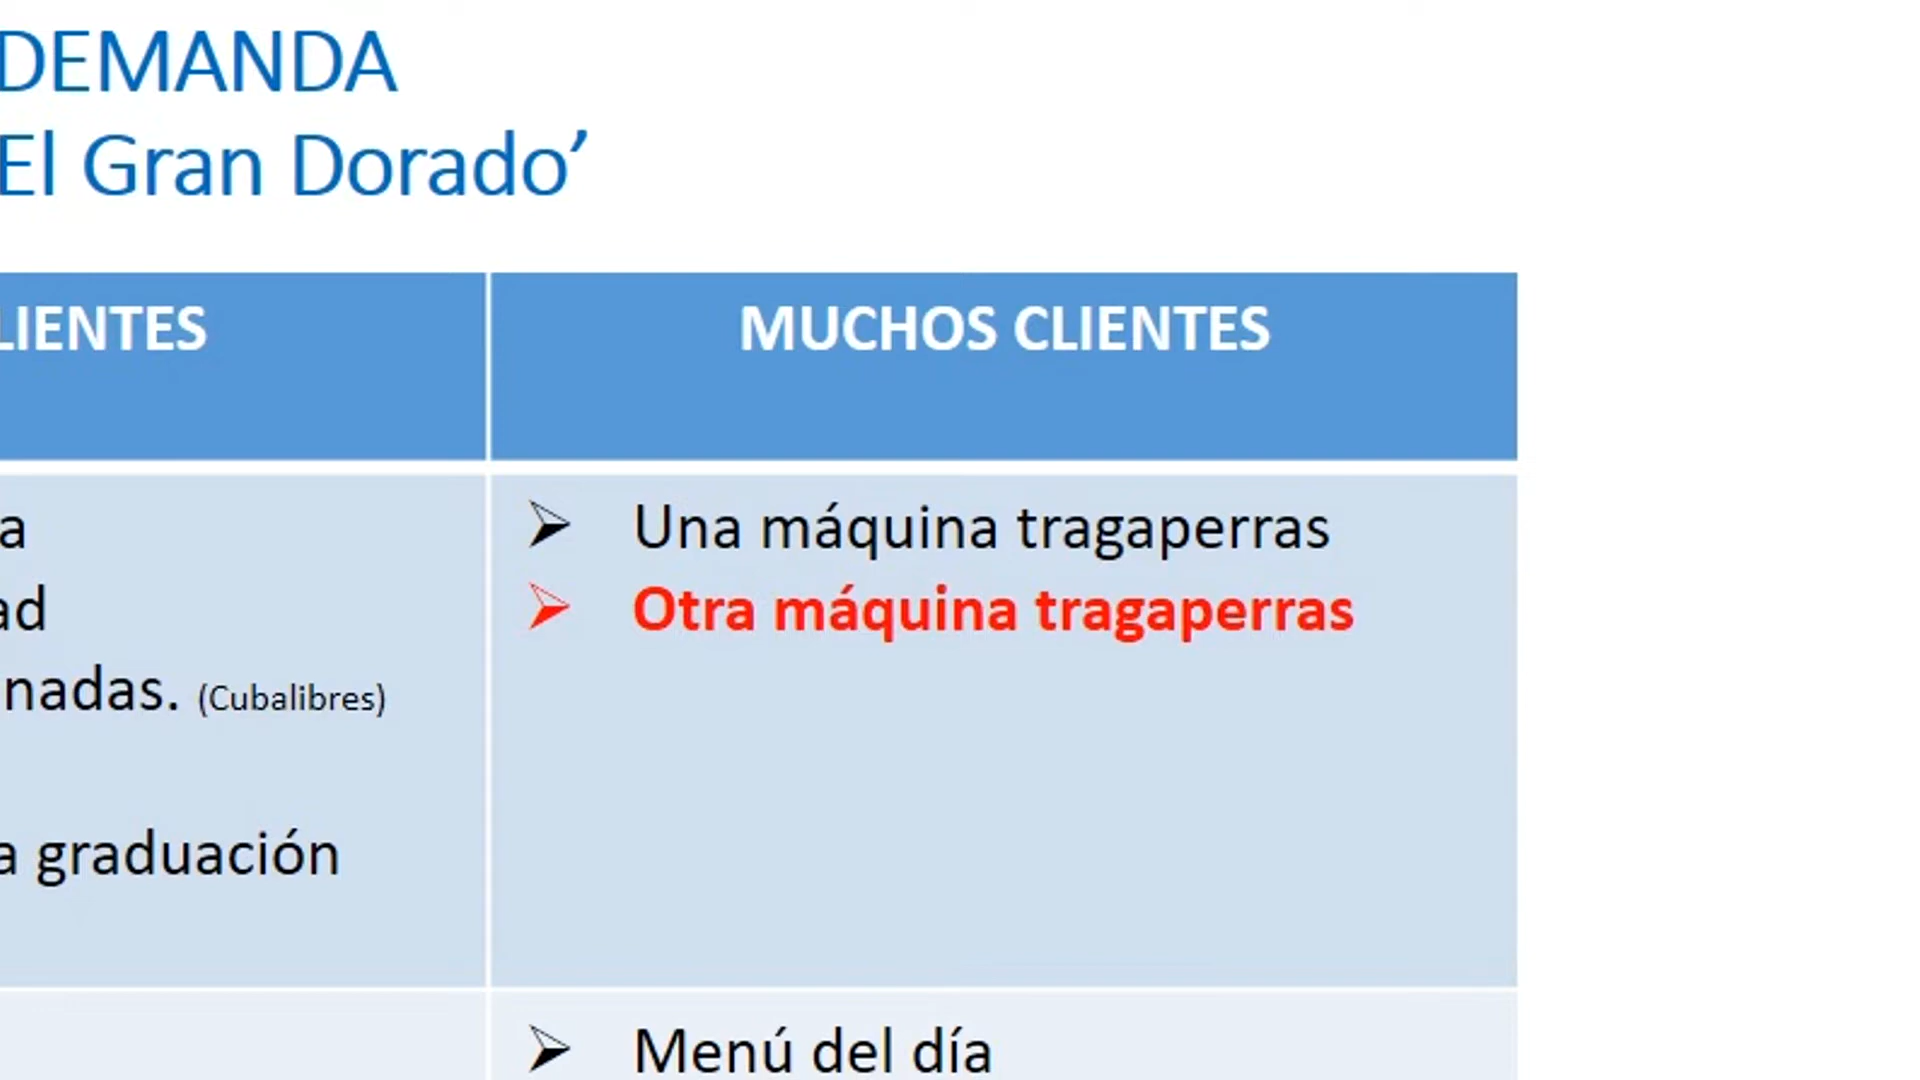 DEMANDA
El Gran Dorado’
LIENTES
MUCHOS CLIENTES
a
ad
nadas. (Cubalibres)
a graduación
Una máquina tragaperras
Otra máquina tragaperras
Menú del día